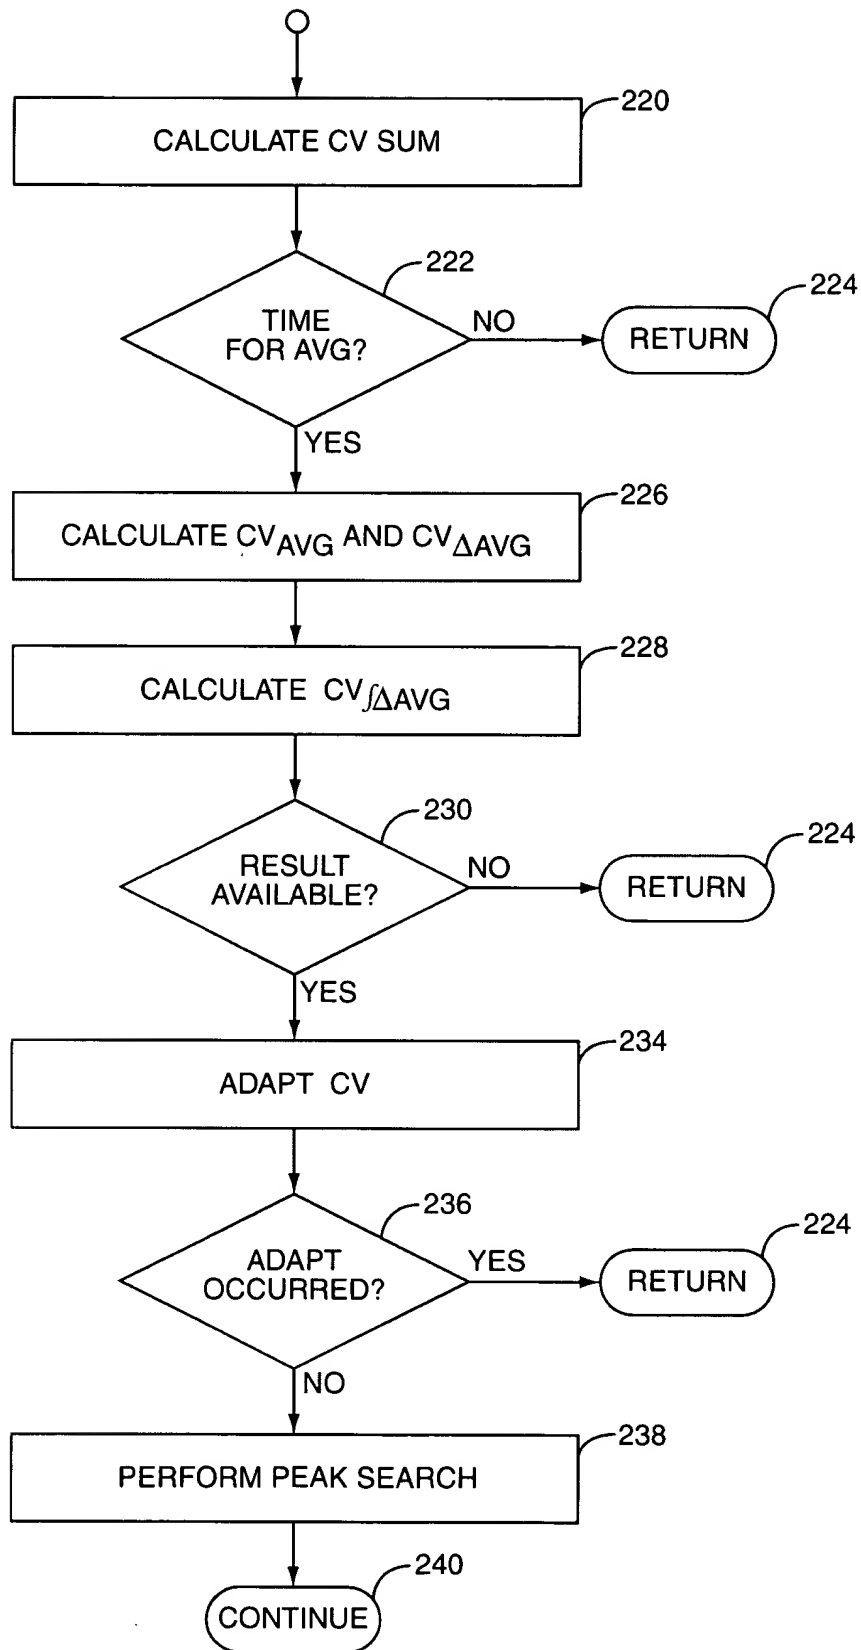 220
CALCULATE CV SUM
222
224
TIME
FOR AVG?
NO
RETURN
YES
226
CALCULATE CVAVG AND CVΔAVG
228
CALCULATE CV∫ΔAVG
230
224
RESULT
AVAILABLE?
NO
RETURN
YES
234
ADAPT CV
236
224
ADAPT
OCCURRED?
YES
RETURN
NO
238
PERFORM PEAK SEARCH
240
CONTINUE